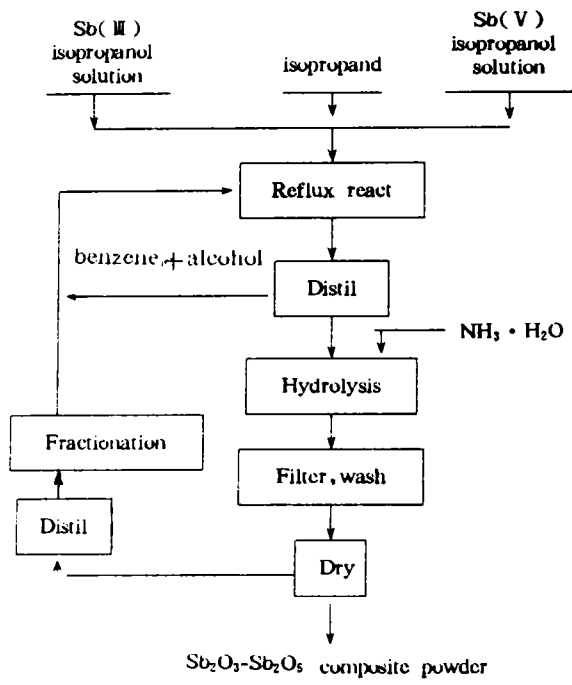 Sb(Ⅲ)
isopropanol
solution
isopropand
Sb(Ⅴ)
isopropanol
solution
Reflux react
benzene,+alcohol
Distil
NH₃·H₂O
Hydrolysis
Fractionation
Filter,wash
Distil
Dry
Sb₂O₃-Sb₂O₅ composite powder